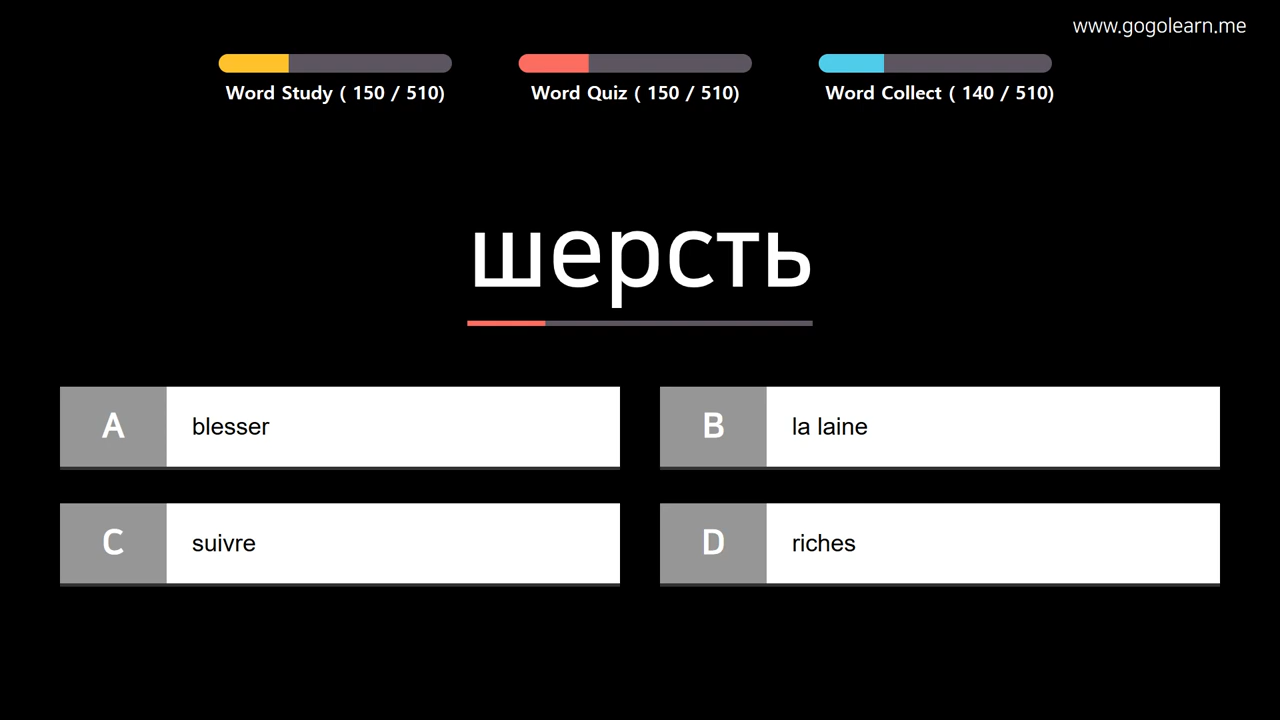 www.gogolearn.me
Word Study ( 150 / 510)
Word Quiz ( 150 / 510)
Word Collect ( 140 / 510)
шерсть
A
blesser
B
la laine
C
suivre
D
riches